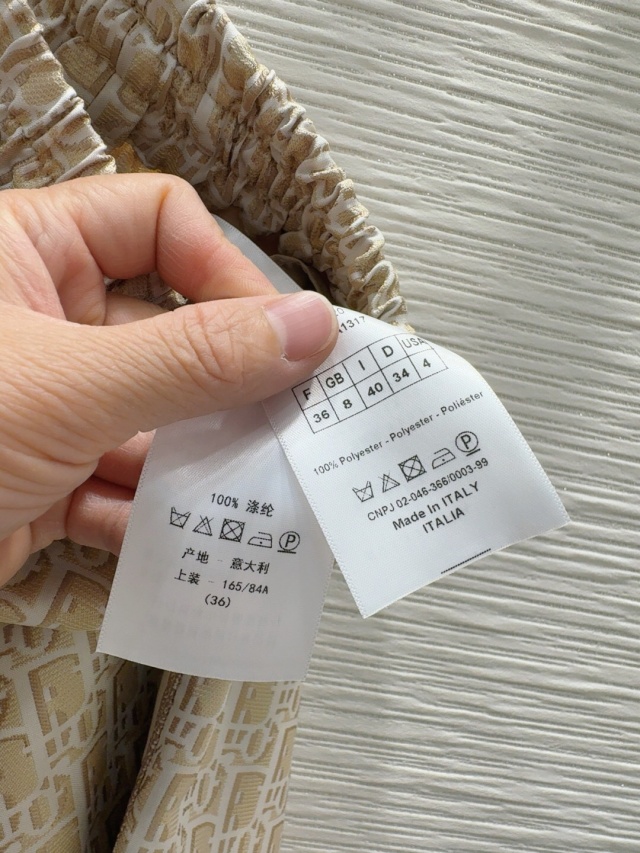 F GB I D USA
36 8 40 34 4
100% Polyester - Polyester - Poliéster
CNPJ 02-046-366/0003-99
Made in ITALY
ITALIA
100% 涤纶
产地 - 意大利
上装 - 165/84A
(36)